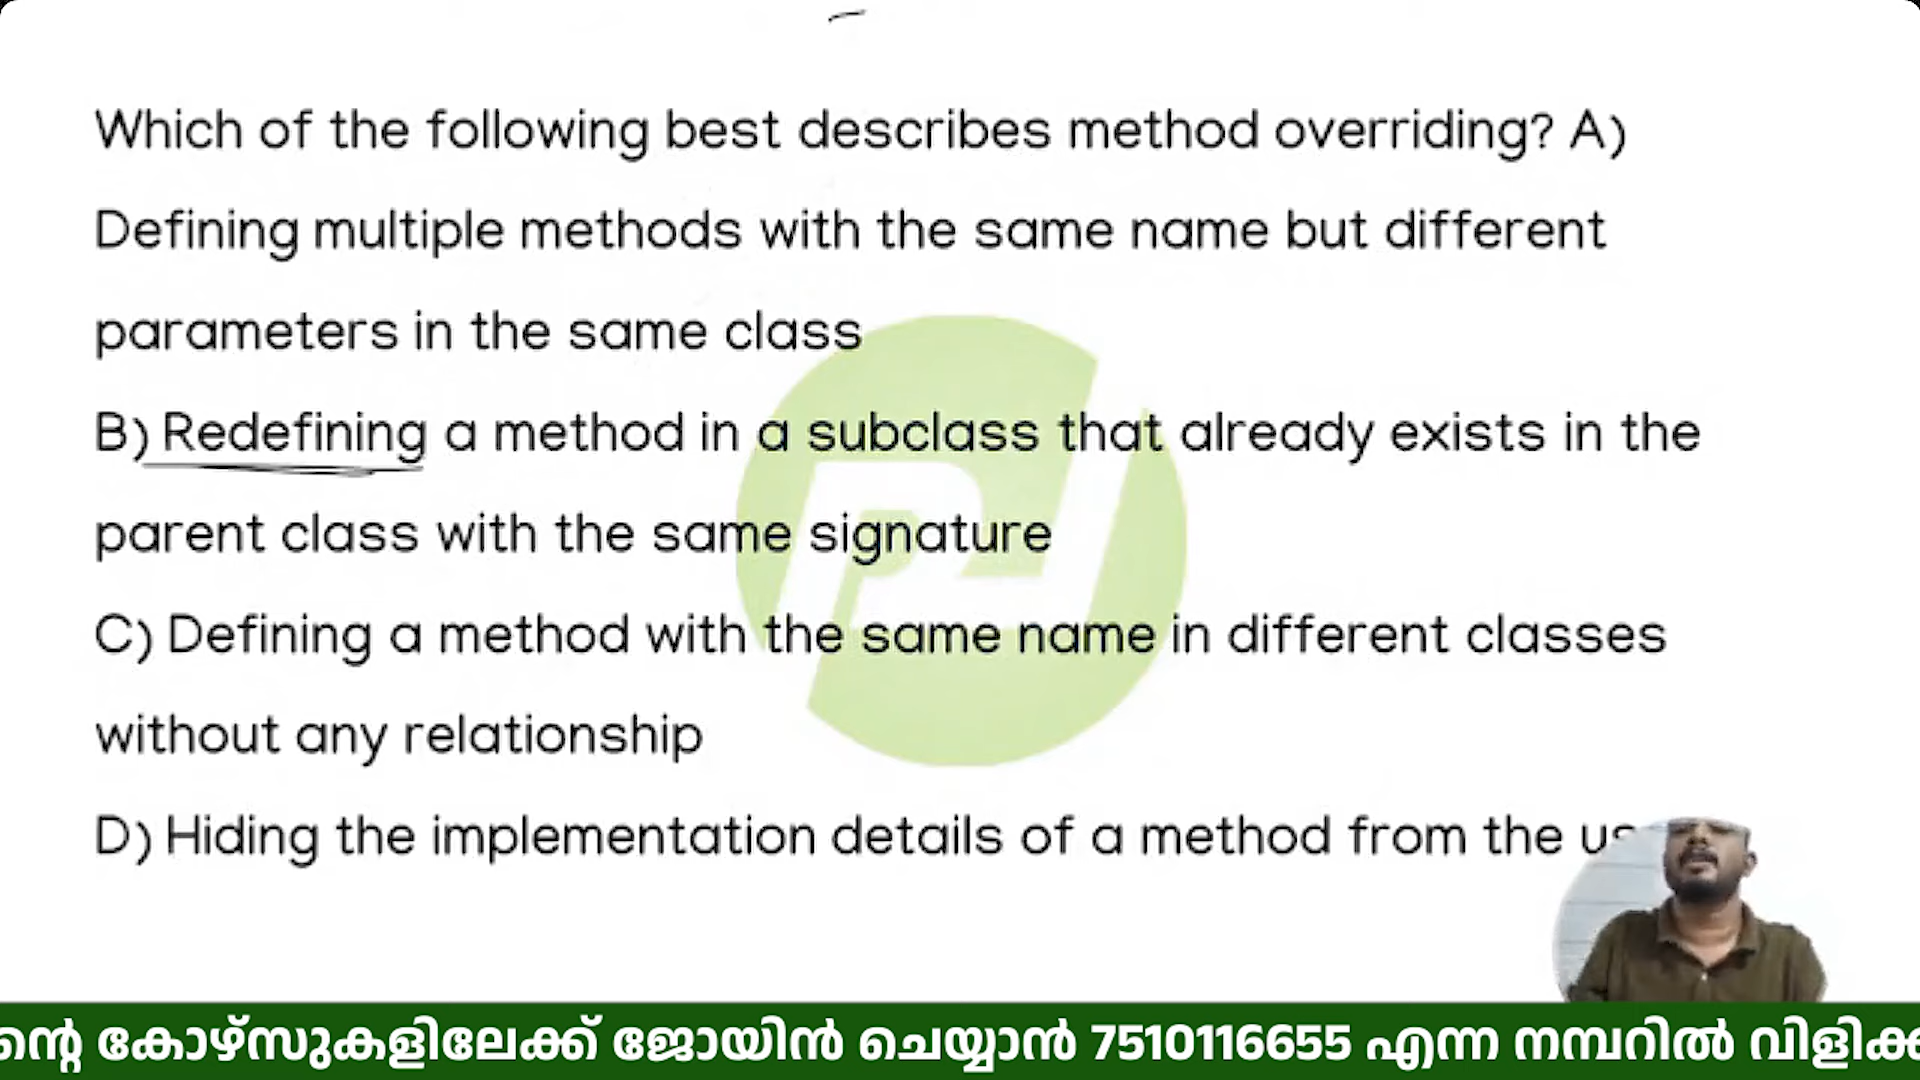 Which of the following best describes method overriding? A)
Defining multiple methods with the same name but different
parameters in the same class
B) Redefining a method in a subclass that already exists in the
parent class with the same signature
C) Defining a method with the same name in different classes
without any relationship
D) Hiding the implementation details of a method from the
കോഴ്സുകളിലേക്ക് ജോയിൻ ചെയ്യാൻ 7510116655 എന്ന നമ്പറിൽ